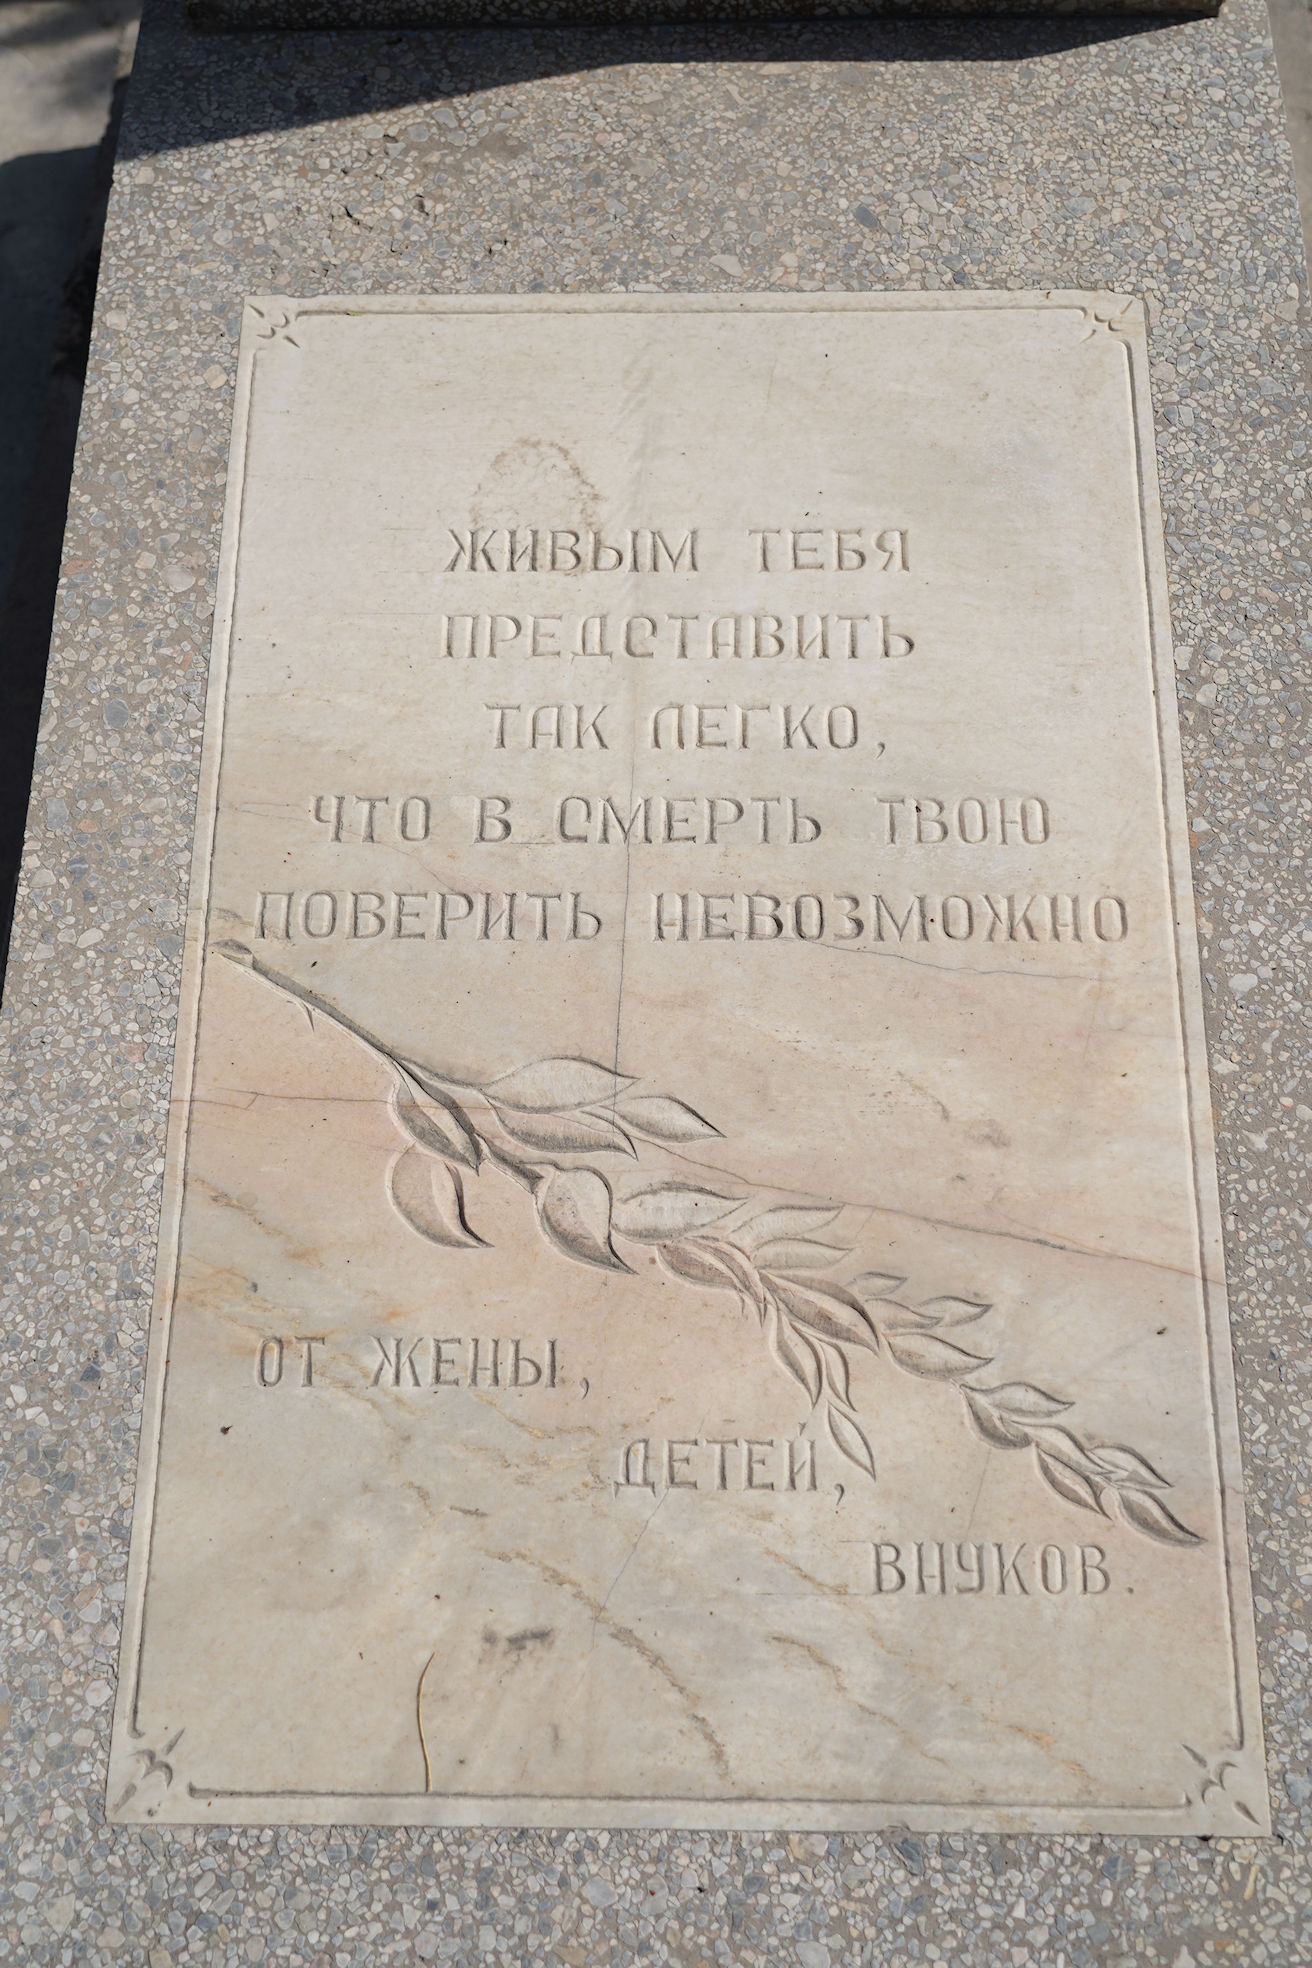 ЖИВЫМ ТЕБЯ
ПРЕДСТАВИТЬ
ТАК ЛЕГКО,
ЧТО В СМЕРТЬ ТВОЮ
ПОВЕРИТЬ НЕВОЗМОЖНО
ОТ ЖЕНЫ,
ДЕТЕЙ,
ВНУКОВ.